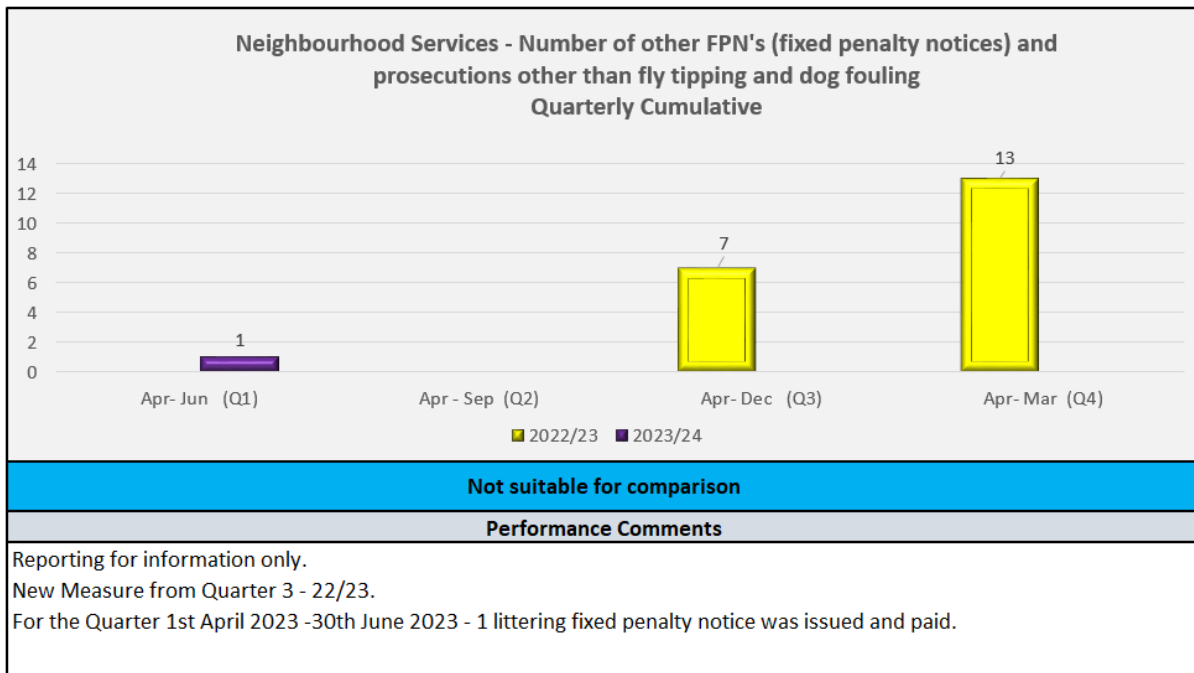 Neighbourhood Services - Number of other FPN's (fixed penalty notices) and
prosecutions other than fly tipping and dog fouling
Quarterly Cumulative
14
12
10
8
6
4
2
0
1
7
13
Apr- Jun (Q1)
Apr - Sep (Q2)
Apr- Dec (Q3)
Apr- Mar (Q4)
2022/23
2023/24
Not suitable for comparison
Performance Comments
Reporting for information only.
New Measure from Quarter 3 - 22/23.
For the Quarter 1st April 2023 -30th June 2023 - 1 littering fixed penalty notice was issued and paid.